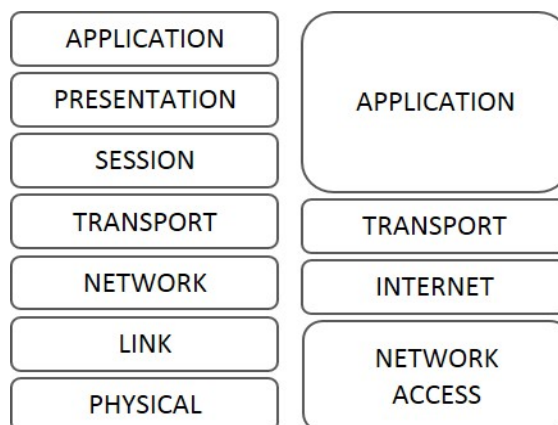 APPLICATION
PRESENTATION
SESSION
TRANSPORT
NETWORK
LINK
PHYSICAL
APPLICATION
TRANSPORT
INTERNET
NETWORK
ACCESS